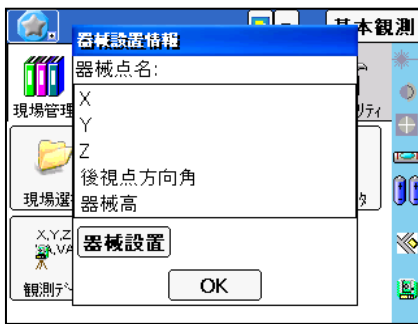 基本観測
器械設置情報
器械点名:
現場管理
X
Y
Z
後視点方向角
器械高
現場選
X,Y,Z
器械設置
観測デ
OK